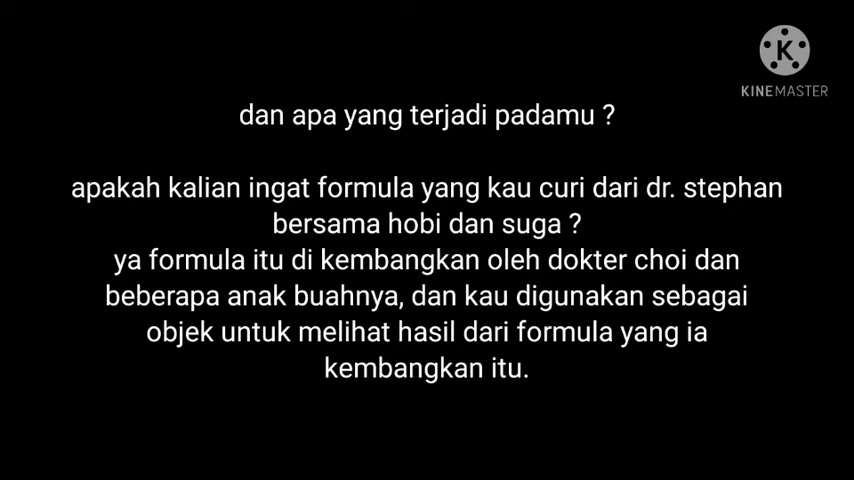 KINEMASTER
dan apa yang terjadi padamu ?
apakah kalian ingat formula yang kau curi dari dr. stephan
bersama hobi dan suga ?
ya formula itu di kembangkan oleh dokter choi dan
beberapa anak buahnya, dan kau digunakan sebagai
objek untuk melihat hasil dari formula yang ia
kembangkan itu.